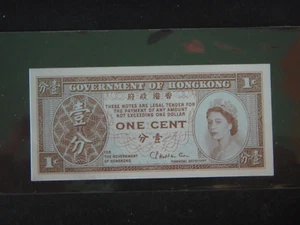 分壹
GOVERNMENT OF HONGKONG
1¢
府政港香
THESE NOTES ARE LEGAL TENDER FOR
THE PAYMENT OF ANY AMOUNT
NOT EXCEEDING ONE DOLLAR
壹分
ONE CENT
分壹
FOR
THE GOVERNMENT
OF HONGKONG
FINANCIAL SECRETARY
1¢
分壹